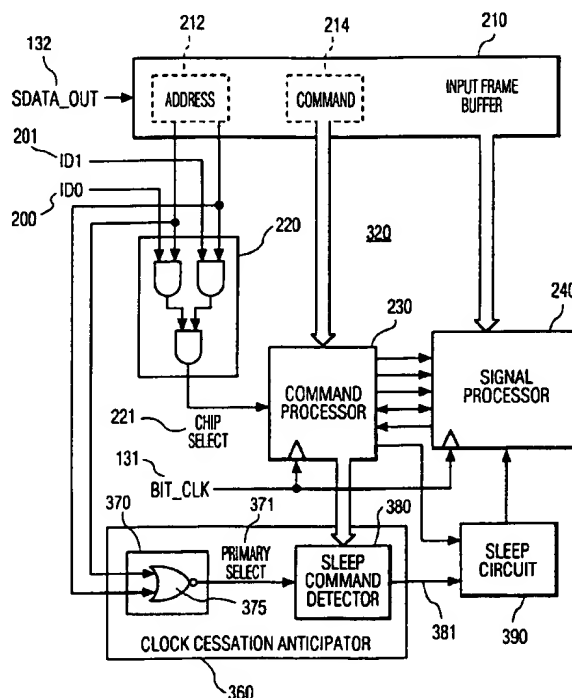 212
214
210
132
SDATA_OUT
ADDRESS
COMMAND
INPUT FRAME
BUFFER
201
ID1
ID0
200
220
320
230
240
COMMAND
PROCESSOR
SIGNAL
PROCESSOR
221
CHIP
SELECT
131
BIT_CLK
370
371
380
PRIMARY
SELECT
SLEEP
COMMAND
DETECTOR
SLEEP
CIRCUIT
375
381
390
CLOCK CESSATION ANTICIPATOR
360